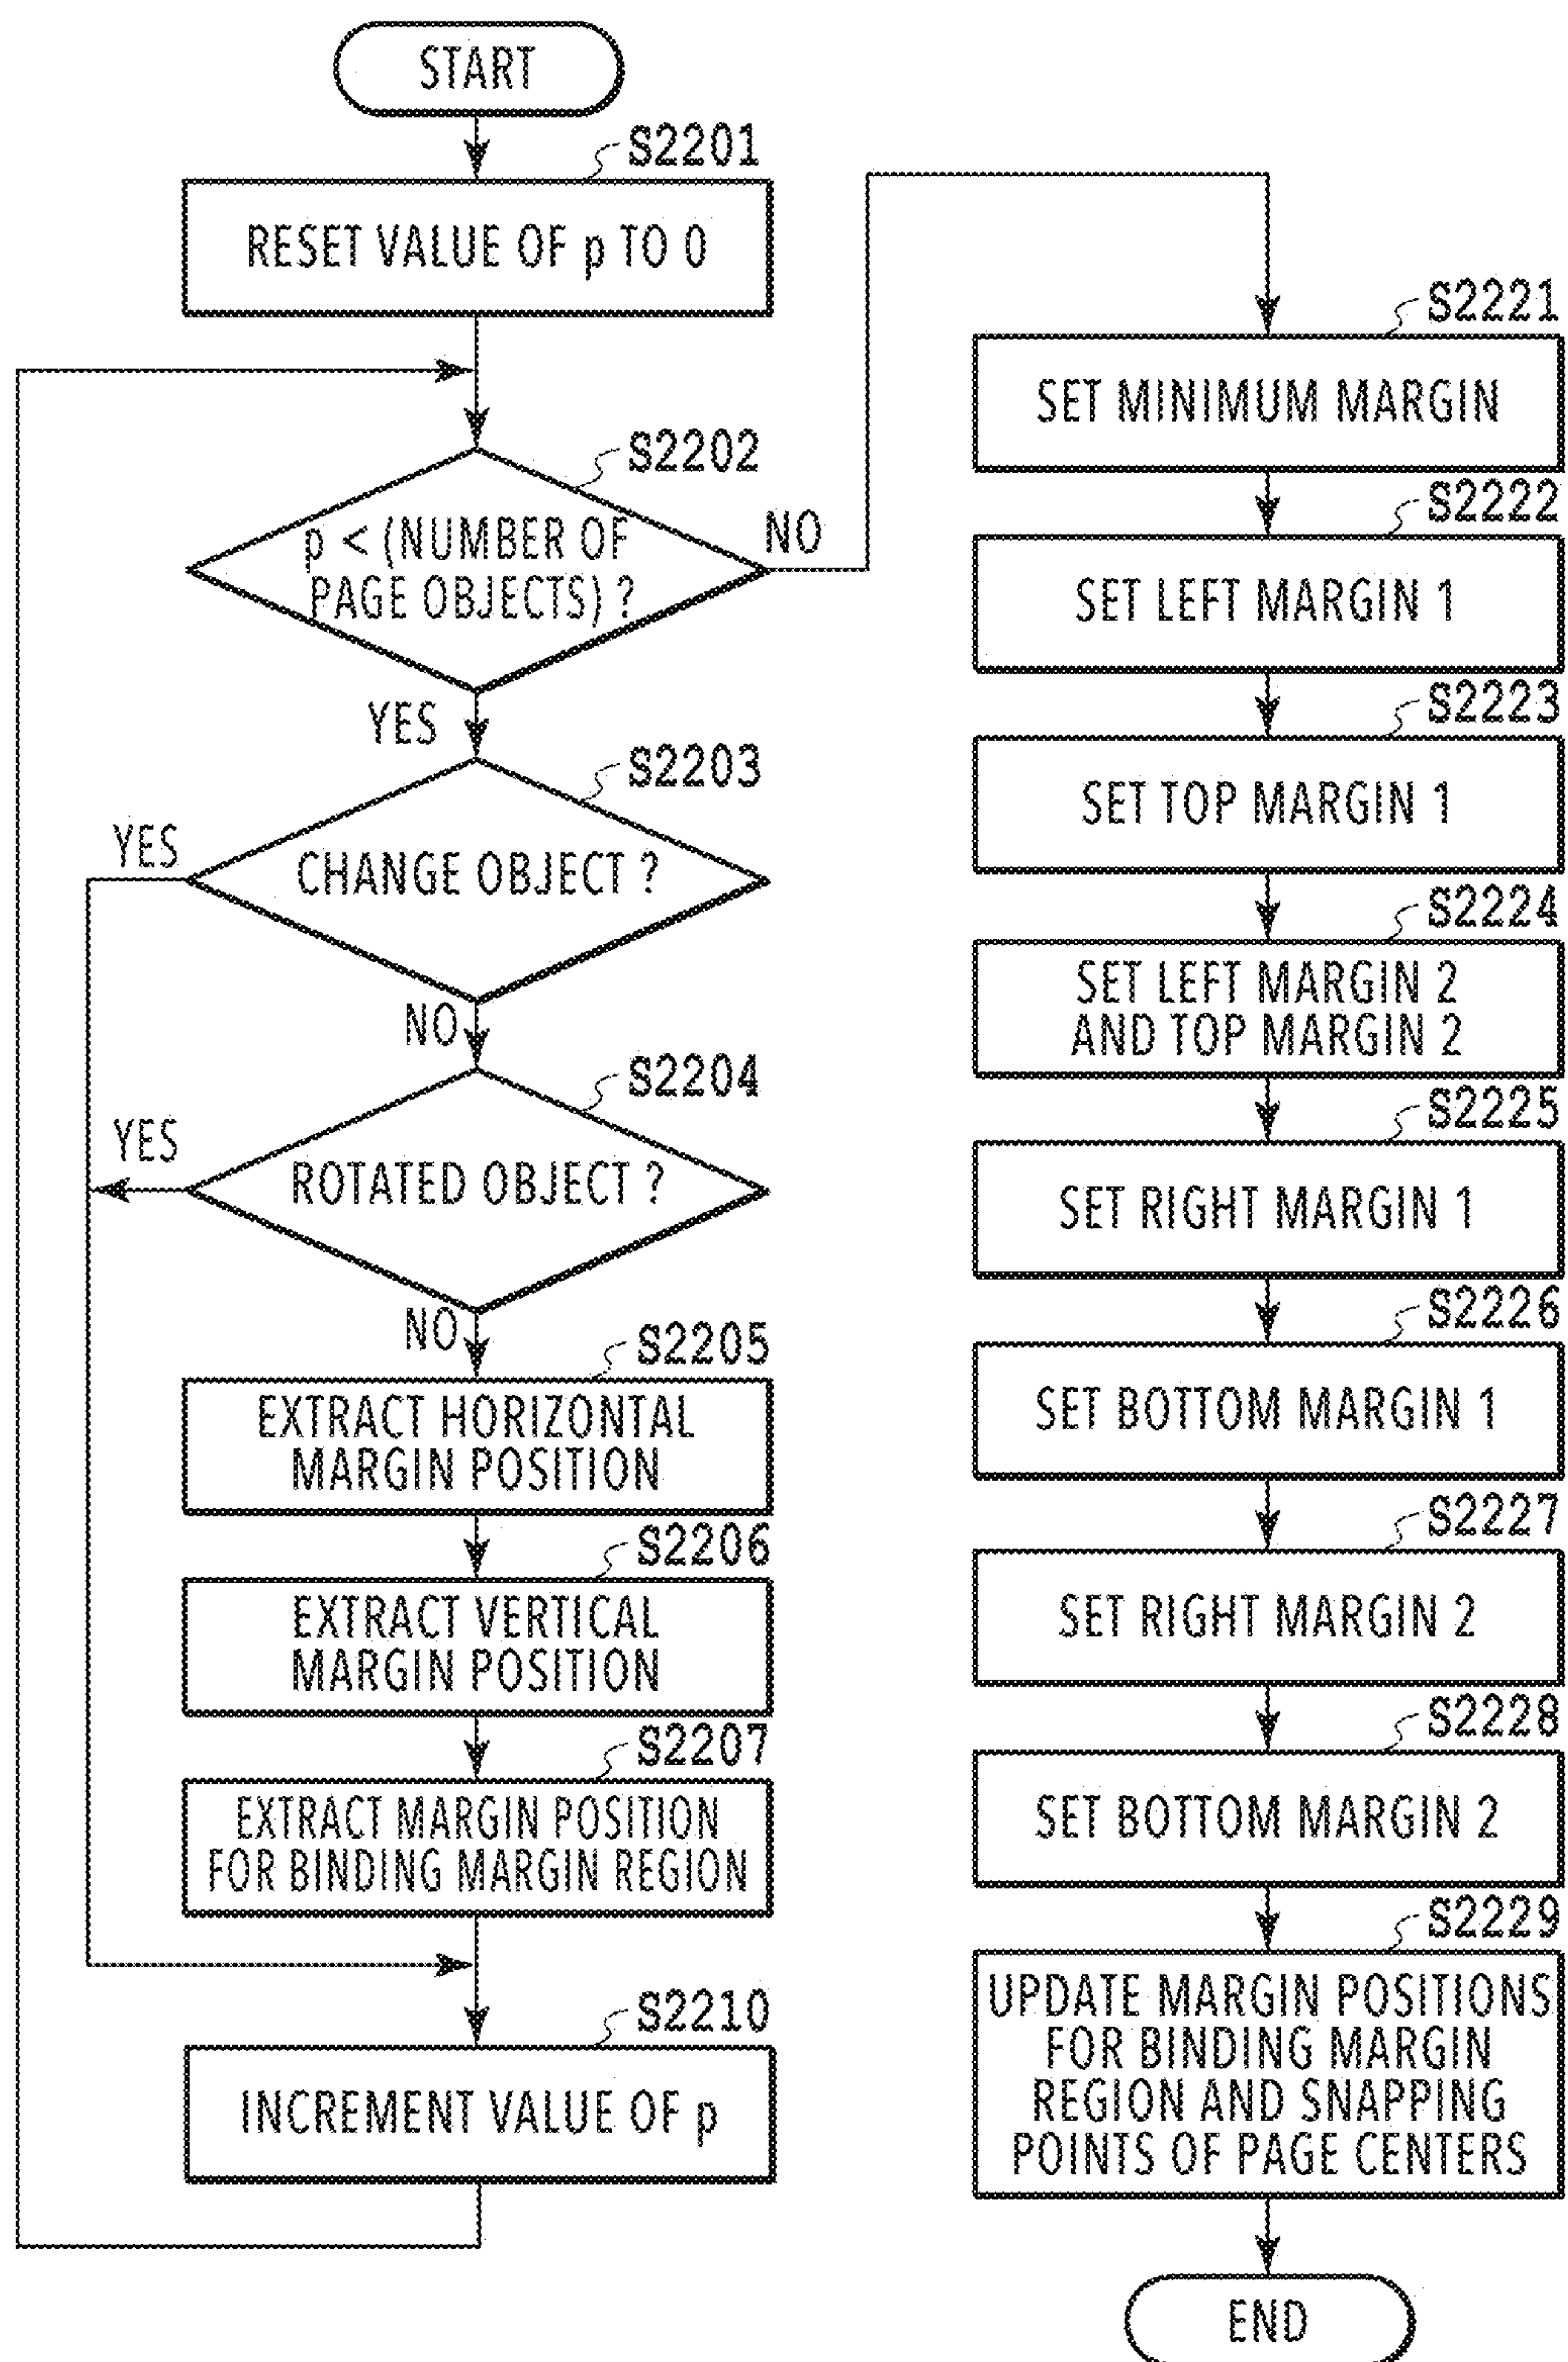 START
S2201
RESET VALUE OF p TO 0
S2202
p < (NUMBER OF
PAGE OBJECTS) ?
NO
YES
S2203
CHANGE OBJECT ?
YES
NO
S2204
ROTATED OBJECT ?
YES
NO
S2205
EXTRACT HORIZONTAL
MARGIN POSITION
S2206
EXTRACT VERTICAL
MARGIN POSITION
S2207
EXTRACT MARGIN POSITION
FOR BINDING MARGIN REGION
S2210
INCREMENT VALUE OF p
S2221
SET MINIMUM MARGIN
S2222
SET LEFT MARGIN 1
S2223
SET TOP MARGIN 1
S2224
SET LEFT MARGIN 2
AND TOP MARGIN 2
S2225
SET RIGHT MARGIN 1
S2226
SET BOTTOM MARGIN 1
S2227
SET RIGHT MARGIN 2
S2228
SET BOTTOM MARGIN 2
S2229
UPDATE MARGIN POSITIONS
FOR BINDING MARGIN
REGION AND SNAPPING
POINTS OF PAGE CENTERS
END